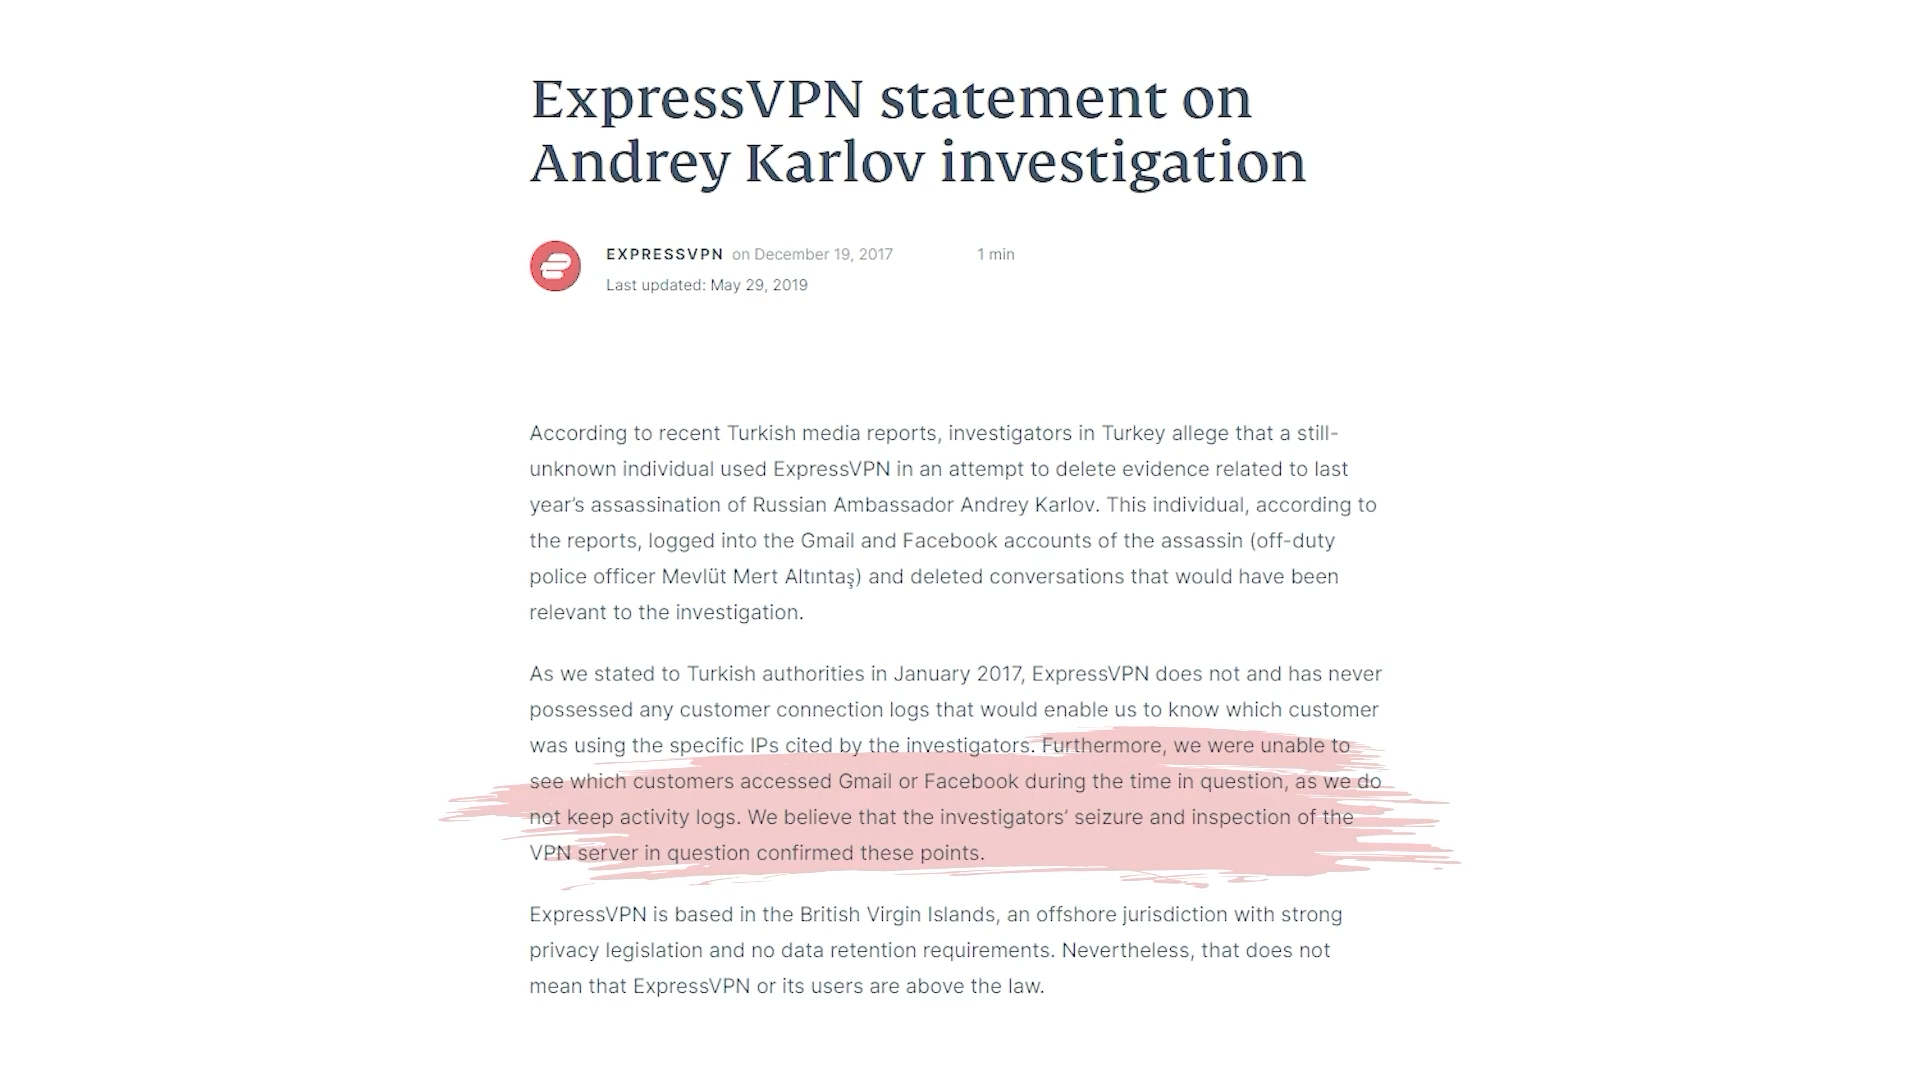 ExpressVPN statement on
Andrey Karlov investigation
EXPRESSVPN on December 19, 2017 1 min
Last updated: May 29, 2019
According to recent Turkish media reports, investigators in Turkey allege that a still-
unknown individual used ExpressVPN in an attempt to delete evidence related to last
year’s assassination of Russian Ambassador Andrey Karlov. This individual, according to
the reports, logged into the Gmail and Facebook accounts of the assassin (off-duty
police officer Mevlüt Mert Altıntaş) and deleted conversations that would have been
relevant to the investigation.
As we stated to Turkish authorities in January 2017, ExpressVPN does not and has never
possessed any customer connection logs that would enable us to know which customer
was using the specific IPs cited by the investigators. Furthermore, we were unable to
see which customers accessed Gmail or Facebook during the time in question, as we do
not keep activity logs. We believe that the investigators’ seizure and inspection of the
VPN server in question confirmed these points.
ExpressVPN is based in the British Virgin Islands, an offshore jurisdiction with strong
privacy legislation and no data retention requirements. Nevertheless, that does not
mean that ExpressVPN or its users are above the law.